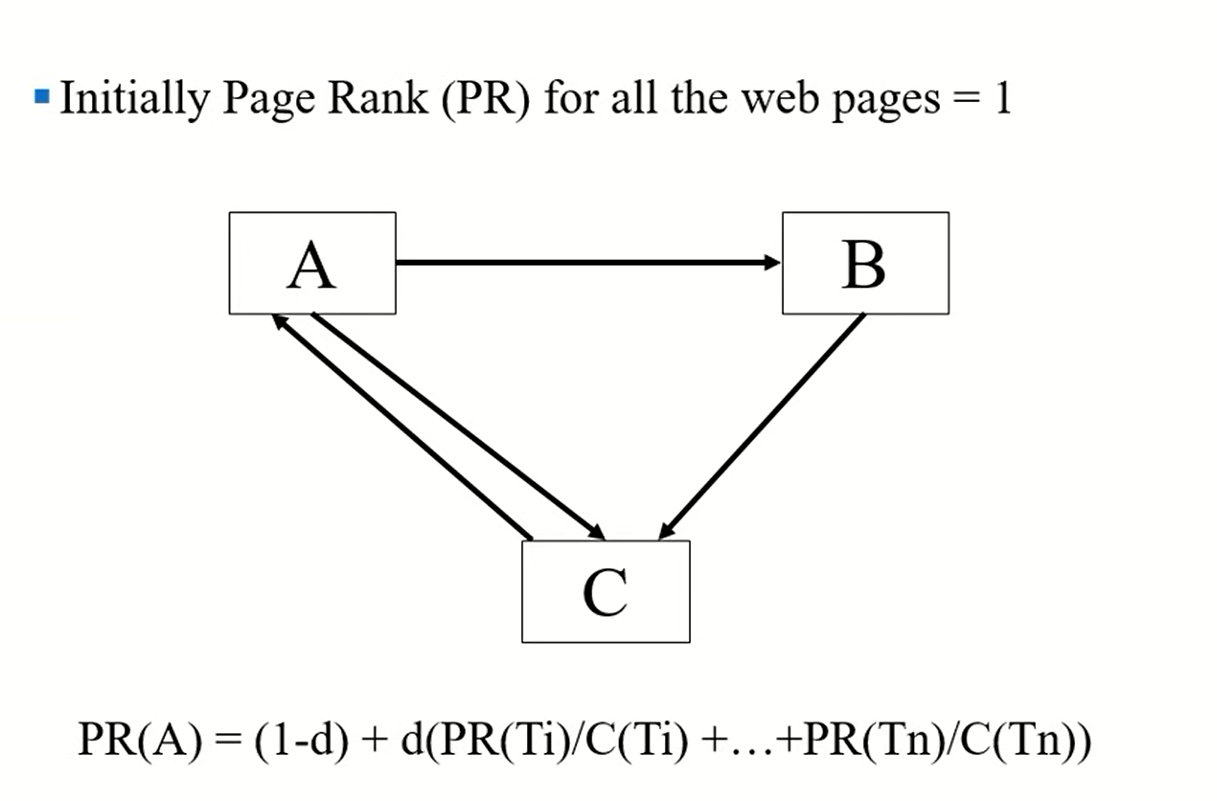 Initially Page Rank (PR) for all the web pages = 1
A
B
C
PR(A) = (1-d) + d(PR(Ti)/C(Ti) +…+PR(Tn)/C(Tn))